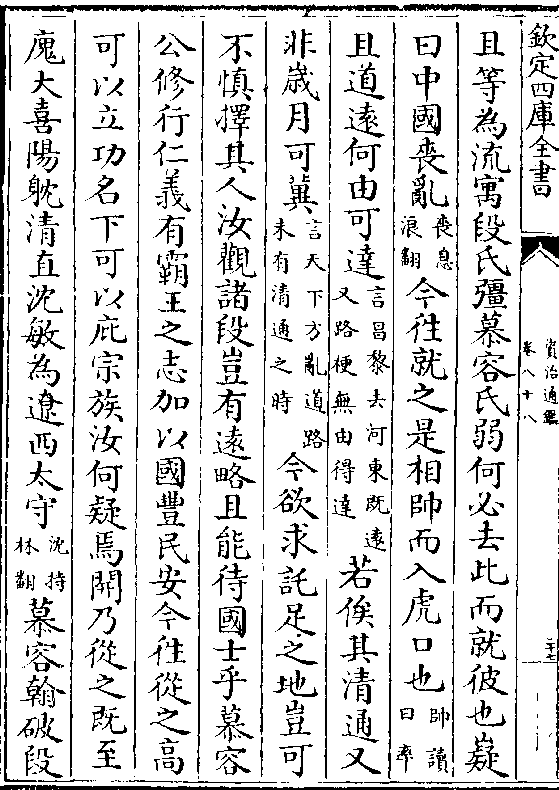 欽定四庫全書
資治通鑑
卷八十八
且等為流寓段氏彊慕容氏弱何必去此而就彼也嶷
曰中國喪亂喪息浪翻今往就之是相帥而入虎口也帥讀曰率
且道遠何由可達言昌黎去河東既遠又路梗無由得達若俟其清通又
非歲月可冀言天下方亂道路未有清通之時今欲求託足之地豈可
不慎擇其人汝觀諸段豈有遠略且能待國士乎慕容
公修行仁義有霸王之志加以國豐民安今往從之高
可以立功名下可以庇宗族汝何疑焉開乃從之既至
廆大喜陽耽清直沈敏為遼西太守沈持林翻慕容翰破段